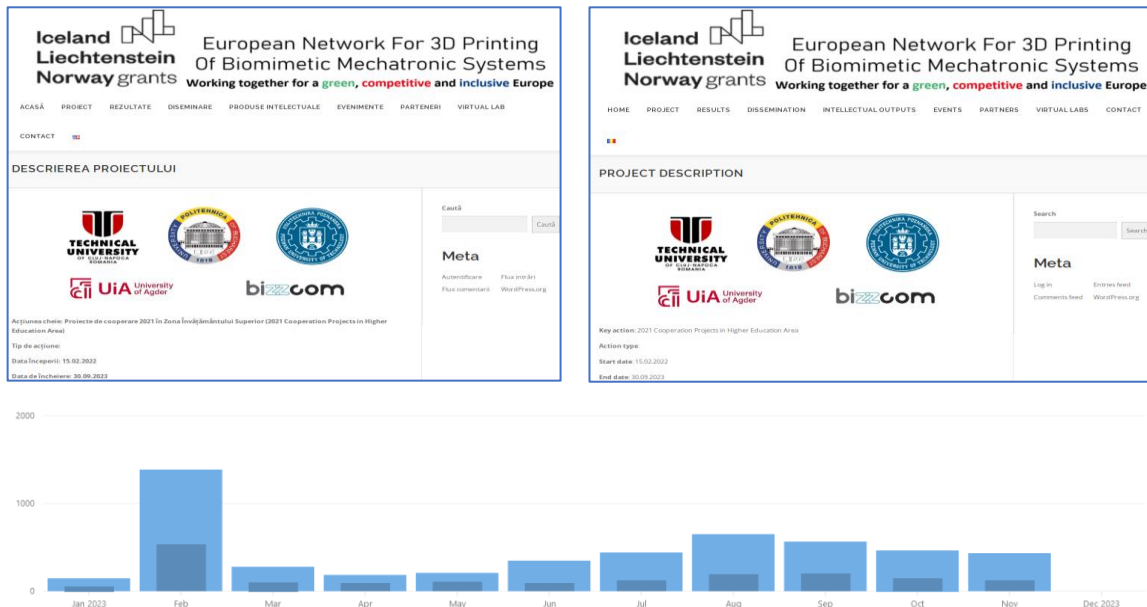 Iceland
Liechtenstein
Norway grants
European Network For 3D Printing
Of Biomimetic Mechatronic Systems
Working together for a green, competitive and inclusive Europe
ACASĂ PROIECT REZULTATE DISEMINARE PRODUSE INTELECTUALE EVENIMENTE PARTENERI VIRTUAL LAB
CONTACT
DESCRIEREA PROIECTULUI
TECHNICAL
UNIVERSITY
OF CLUJ-NAPOCA
ROMANIA
POLITEHNICA
1818
UiA University
of Agder
bizzcom
Caută
Caută
Meta
Autentificare Flux intrări
Flux comentarii WordPress.org
Acțiunea cheie: Proiecte de cooperare 2021 în Zona Învățământului Superior (2021 Cooperation Projects in Higher
Education Area)
Tip de acțiune:
Data începerii: 15.02.2022
Data de încheiere: 30.09.2023
Iceland
Liechtenstein
Norway grants
European Network For 3D Printing
Of Biomimetic Mechatronic Systems
Working together for a green, competitive and inclusive Europe
HOME PROJECT RESULTS DISSEMINATION INTELLECTUAL OUTPUTS EVENTS PARTNERS VIRTUAL LABS CONTACT
PROJECT DESCRIPTION
TECHNICAL
UNIVERSITY
OF CLUJ-NAPOCA
ROMANIA
POLITEHNICA
1818
UiA University
of Agder
bizzcom
Search
Search
Meta
Log in Entries feed
Comments feed WordPress.org
Key action: 2021 Cooperation Projects in Higher Education Area
Action type:
Start date: 15.02.2022
End date: 30.09.2023
2000
1000
0
Jan 2023 Feb Mar Apr May Jun Jul Aug Sep Oct Nov Dec 2023